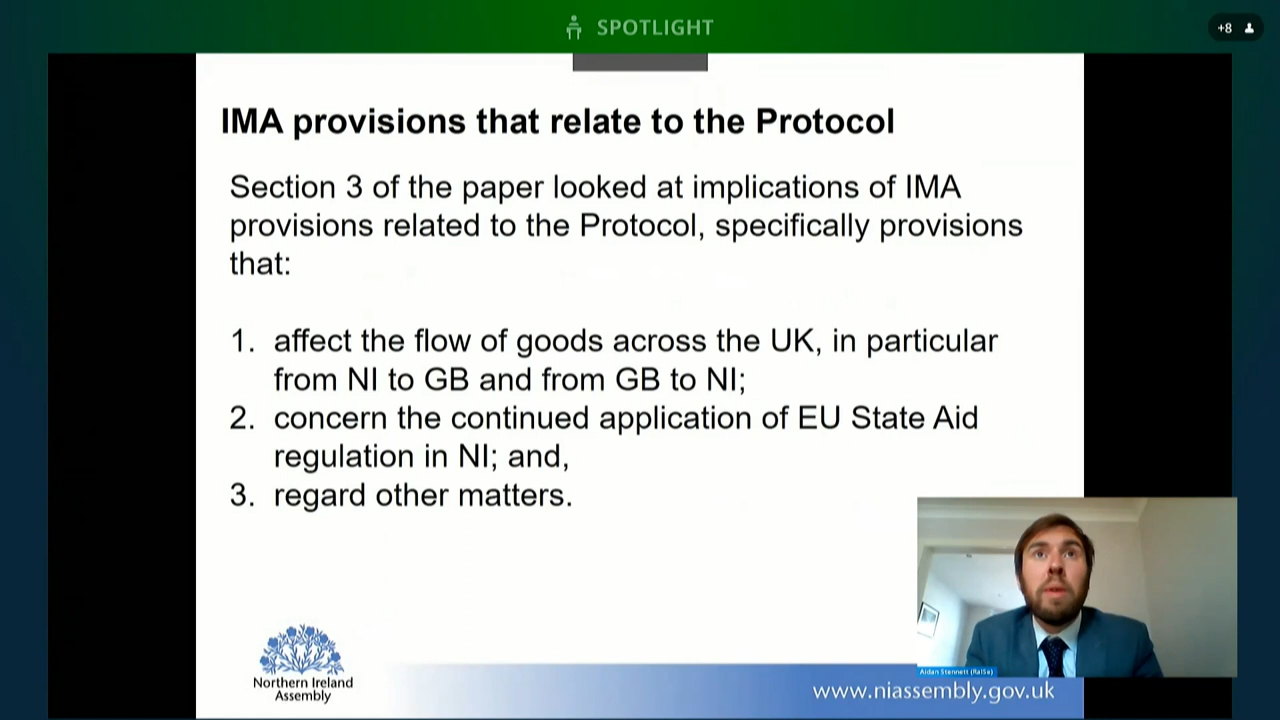 SPOTLIGHT
+8
IMA provisions that relate to the Protocol
Section 3 of the paper looked at implications of IMA
provisions related to the Protocol, specifically provisions
that:
1. affect the flow of goods across the UK, in particular
from NI to GB and from GB to NI;
2. concern the continued application of EU State Aid
regulation in NI; and,
3. regard other matters.
Aidan Stennett (RaISe)
Northern Ireland
Assembly
www.niassembly.gov.uk